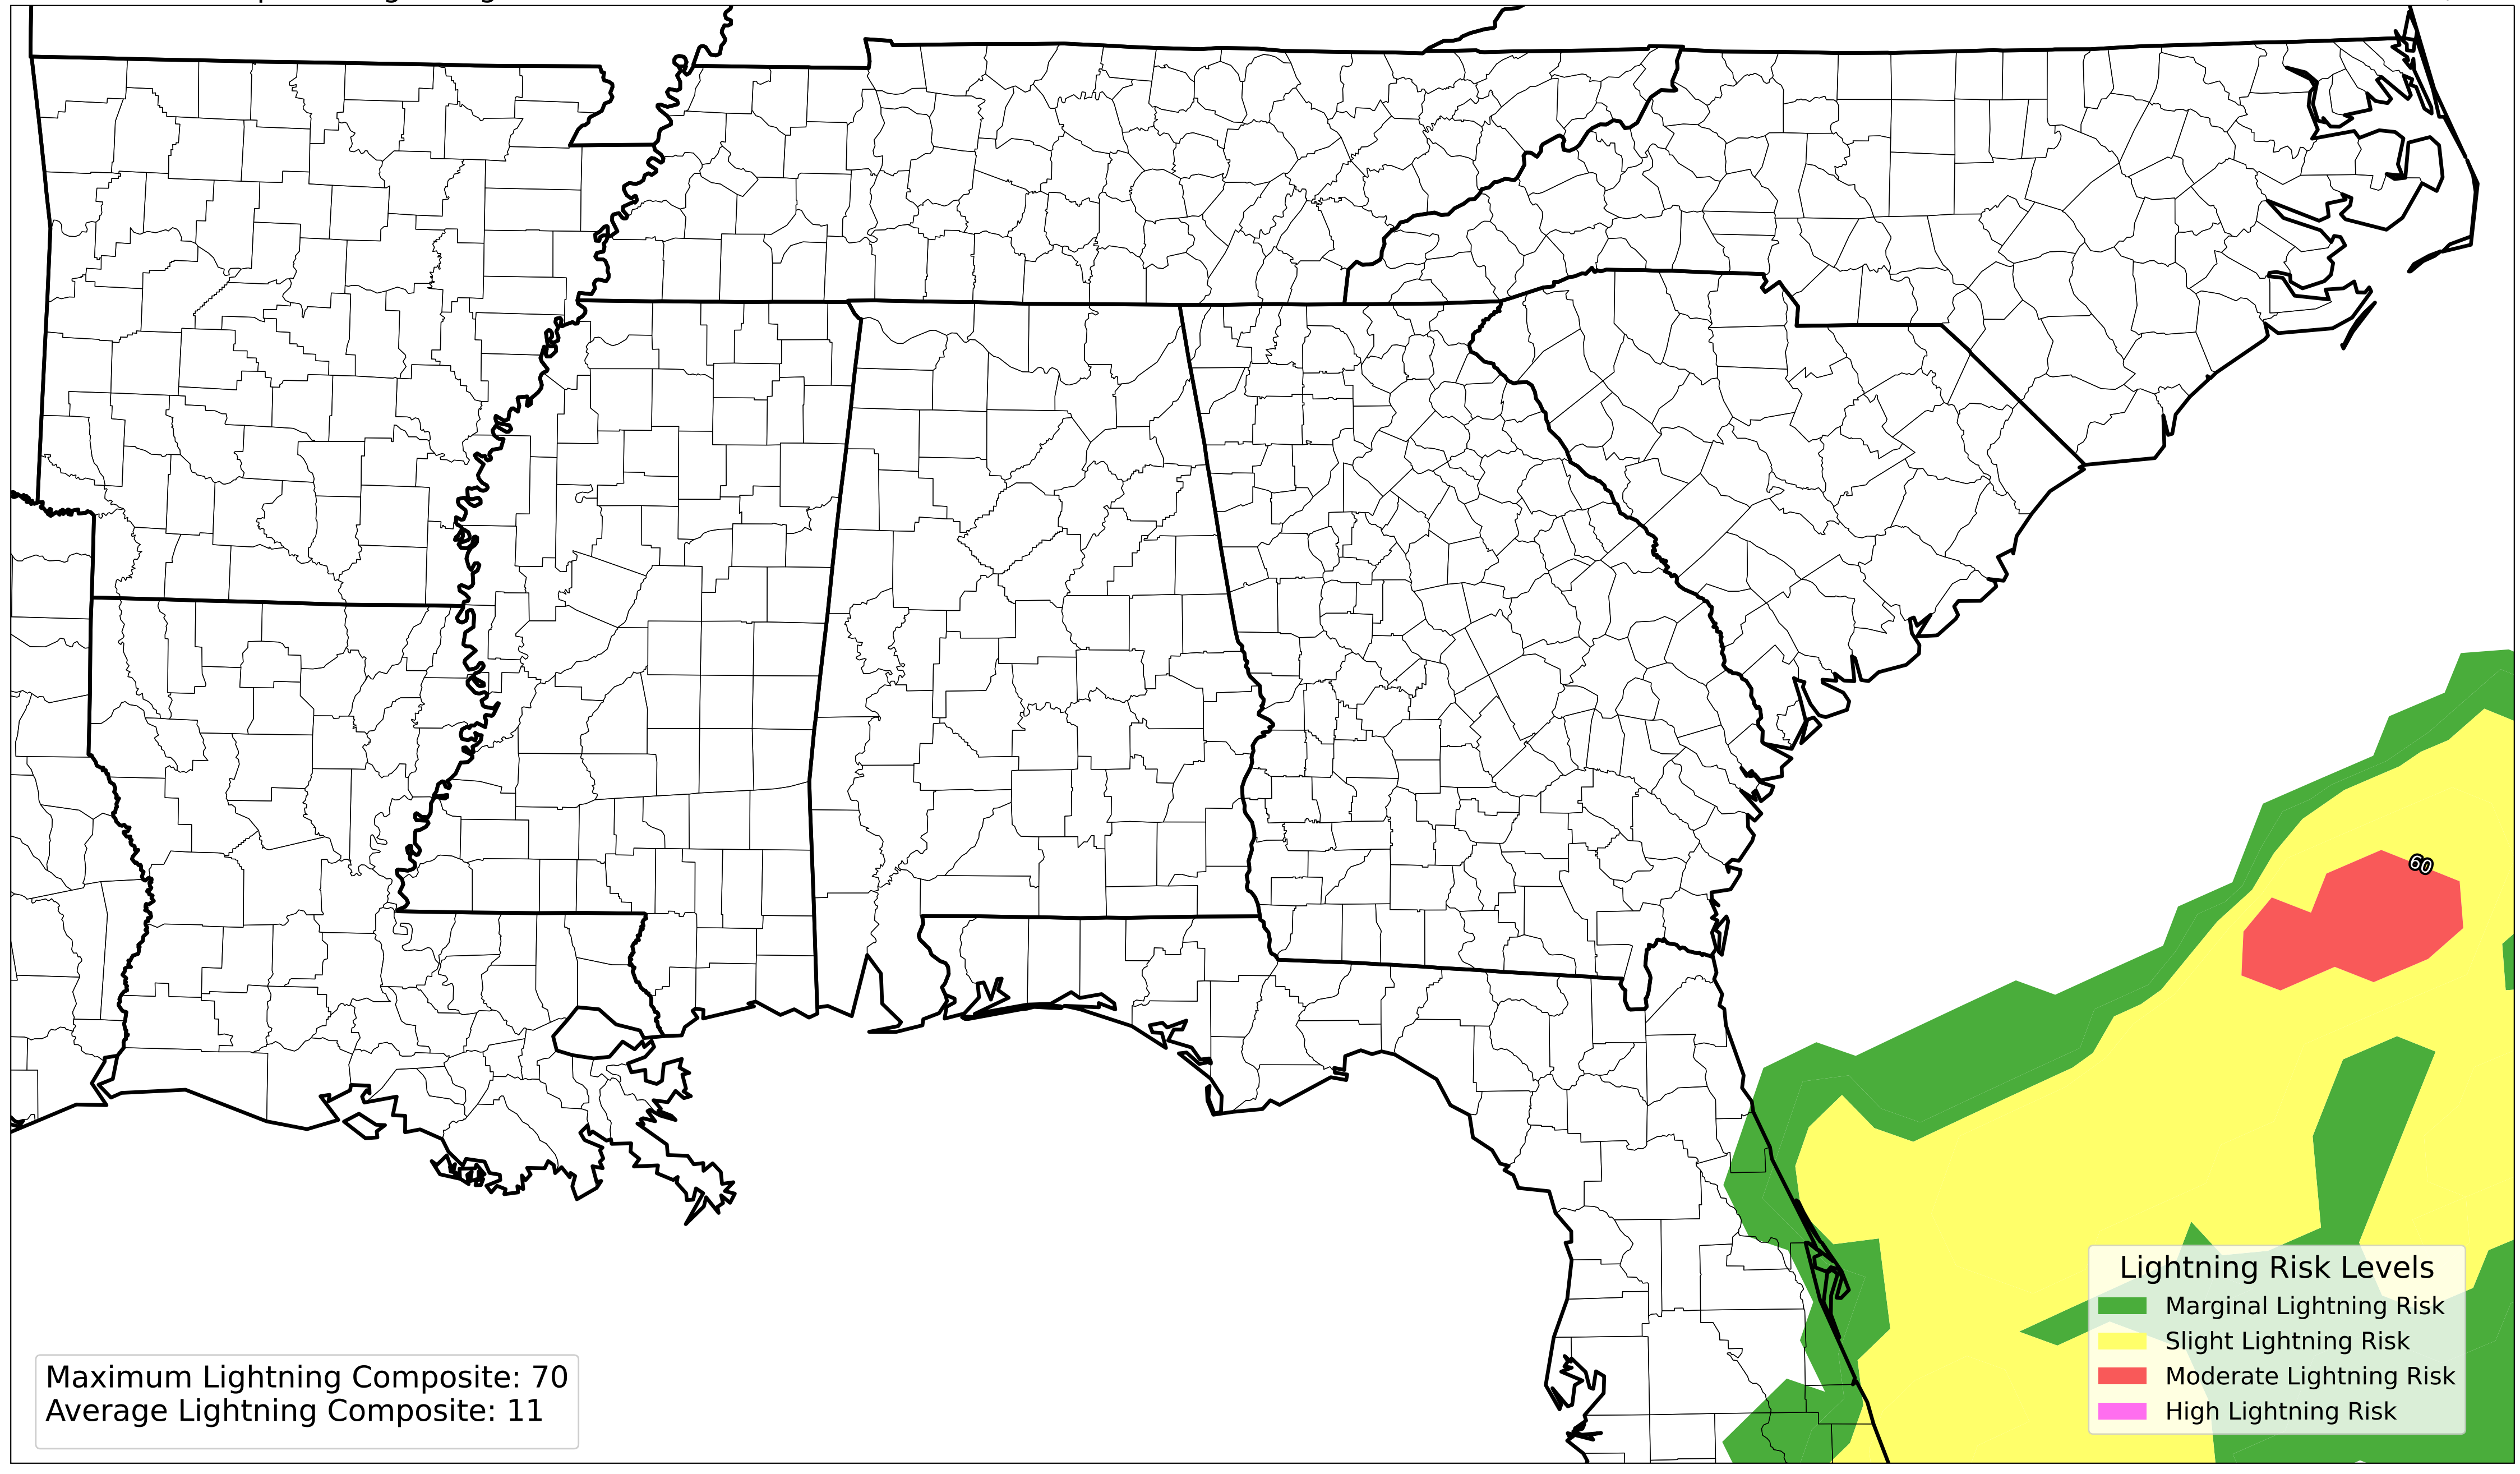 60
Lightning Risk Levels
Marginal Lightning Risk
Slight Lightning Risk
Moderate Lightning Risk
High Lightning Risk
Maximum Lightning Composite: 70
Average Lightning Composite: 11